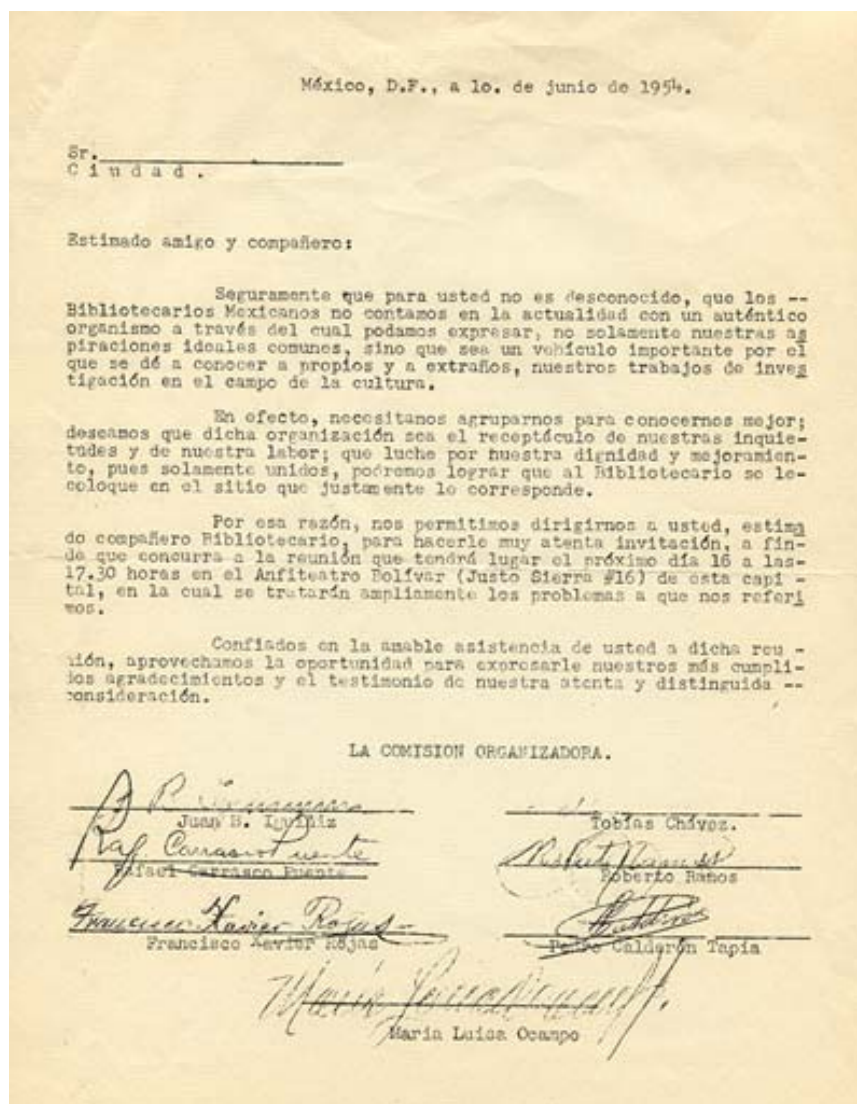 México, D.F., a 1o. de junio de 1954.
Sr.
C i u d a d .
Estimado amigo y compañero:
Seguramente que para usted no es desconocido, que los --
Bibliotecarios Mexicanos no contamos en la actualidad con un auténtico
organismo a través del cual podamos expresar, no solamente nuestras as
piraciones ideales comunes, sino que sea un vehículo importante por el
que se dé a conocer a propios y a extraños, nuestros trabajos de inves
tigación en el campo de la cultura.
En efecto, necesitamos agruparnos para conocernos mejor;
deseamos que dicha organización sea el receptáculo de nuestras inquie-
tudes y de nuestra labor; que luche por nuestra dignidad y mejoramien-
to, pues solamente unidos, podremos lograr que al Bibliotecario se le-
coloque en el sitio que justamente le corresponde.
Por esa razón, nos permitimos dirigirnos a usted, estima
do compañero Bibliotecario, para hacerle muy atenta invitación, a fin-
de que concurra a la reunión que tendrá lugar el próximo día 16 a las-
17.30 horas en el Anfiteatro Bolívar (Justo Sierra #16) de esta capi -
tal, en la cual se tratarán ampliamente los problemas a que nos referi
mos.
Confiados en la amable asistencia de usted a dicha reu -
nión, aprovechamos la oportunidad para expresarle nuestros más cumpli-
dos agradecimientos y el testimonio de nuestra atenta y distinguida --
consideración.
LA COMISION ORGANIZADORA.
Juan B. Iguíniz
Tobías Chávez.
Raf Carrasco Puente
Rafael Carrasco Puente
Roberto Ramos
Roberto Ramos
Francisco Xavier Rojas
Francisco Xavier Rojas
Pedro Calderón Tapia
María Luisa Ocampo